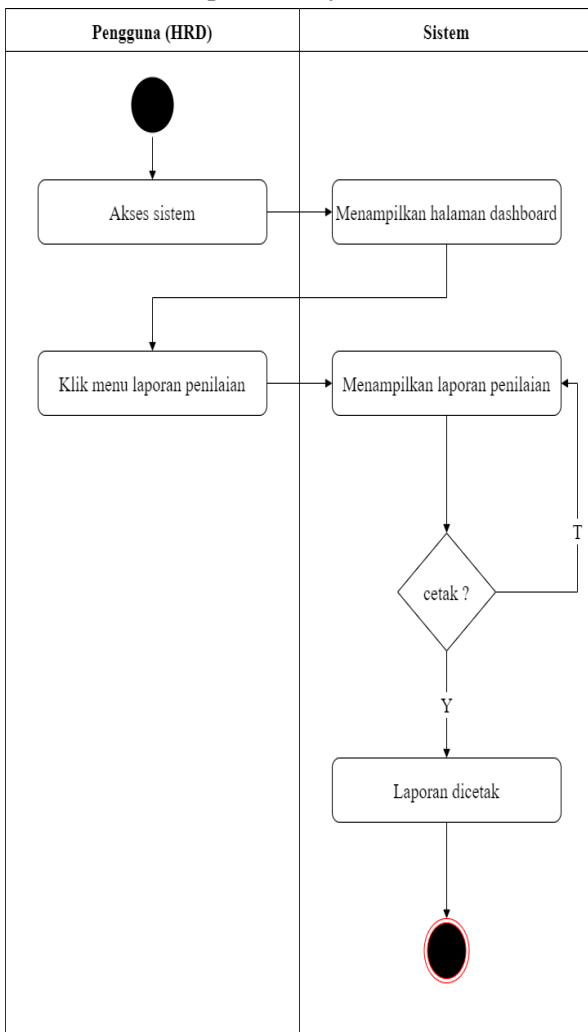 Pengguna (HRD)
Sistem
Akses sistem
Menampilkan halaman dashboard
Klik menu laporan penilaian
Menampilkan laporan penilaian
T
cetak ?
Y
Laporan dicetak